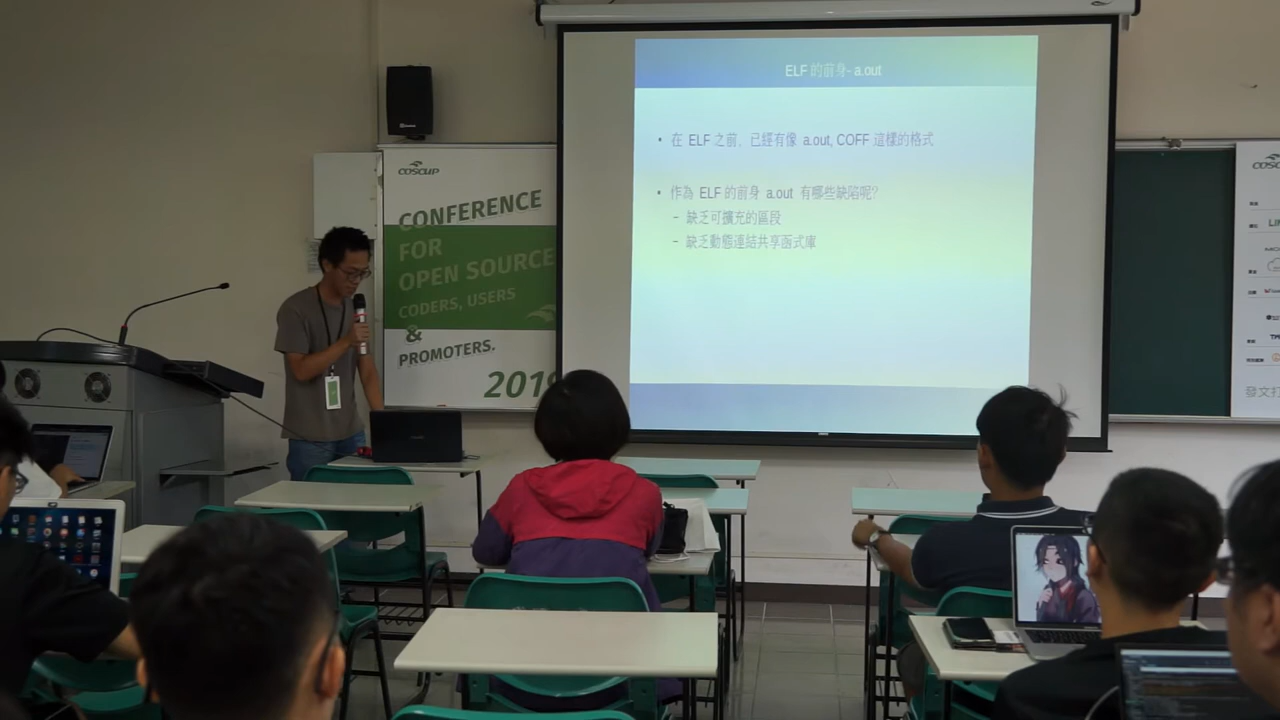 COSCUP
CONFERENCE
FOR
OPEN SOURCE
CODERS, USERS
&
PROMOTERS.
2019
ELF 的前身- a.out
• 在 ELF 之前，已經有像 a.out, COFF 這樣的格式
• 作為 ELF 的前身 a.out 有哪些缺陷呢?
– 缺乏可擴充的區段
– 缺乏動態連結共享函式庫
發文打